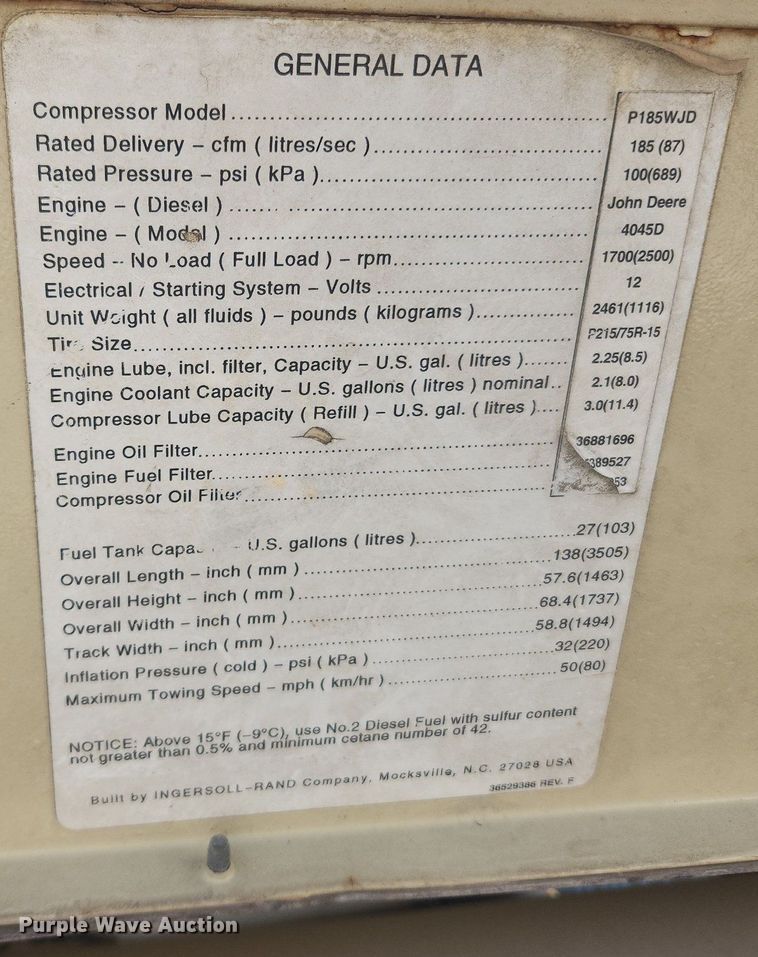 GENERAL DATA
Compressor Model........ P185WJD
Rated Delivery – cfm ( litres/sec )........ 185 (87)
Rated Pressure – psi ( kPa )........ 100(689)
Engine – ( Diesel )........ John Deere
Engine – ( Model )........ 4045D
Speed -- No Load ( Full Load ) – rpm........ 1700(2500)
Electrical / Starting System – Volts........ 12
Unit Weight ( all fluids ) – pounds ( kilograms )........ 2461(1116)
Tire Size........ P215/75R-15
Engine Lube, incl. filter, Capacity – U.S. gal. ( litres )........ 2.25(8.5)
Engine Coolant Capacity – U.S. gallons ( litres ) nominal.. 2.1(8.0)
Compressor Lube Capacity ( Refill ) – U.S. gal. ( litres ).... 3.0(11.4)
Engine Oil Filter........ 36881696
Engine Fuel Filter........ 389527
Compressor Oil Filter........ 53
Fuel Tank Capa – U.S. gallons ( litres )........ 27(103)
Overall Length – inch ( mm )........ 138(3505)
Overall Height – inch ( mm )........ 57.6(1463)
Overall Width – inch ( mm )........ 68.4(1737)
Track Width – inch ( mm )........ 58.8(1494)
Inflation Pressure ( cold ) – psi ( kPa )........ 32(220)
Maximum Towing Speed – mph ( km/hr )........ 50(80)
NOTICE: Above 15°F (–9°C), use No.2 Diesel Fuel with sulfur content
not greater than 0.5% and minimum cetane number of 42.
Built by INGERSOLL–RAND Company, Mocksville, N.C. 27028 USA
36529386 REV. F
Purple Wave Auction